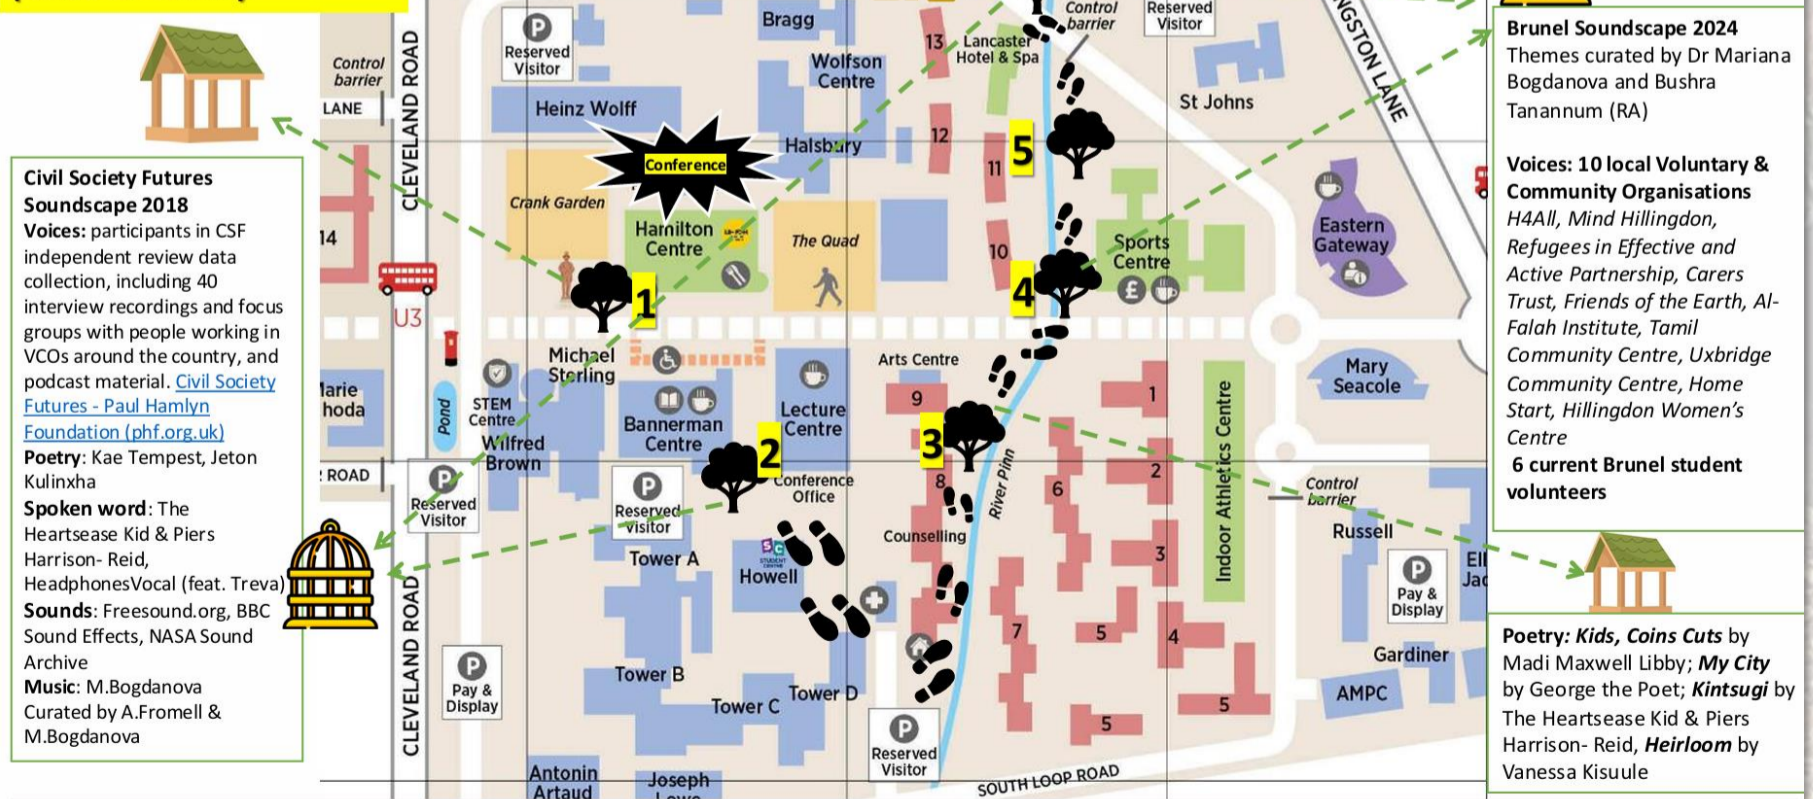 Civil Society Futures
Soundscape 2018
Voices: participants in CSF
independent review data
collection, including 40
interview recordings and focus
groups with people working in
VCOs around the country, and
podcast material. Civil Society
Futures - Paul Hamlyn
Foundation (phf.org.uk)
Poetry: Kae Tempest, Jeton
Kulinxha
Spoken word: The
Heartsease Kid & Piers
Harrison- Reid,
HeadphonesVocal (feat. Treva)
Sounds: Freesound.org, BBC
Sound Effects, NASA Sound
Archive
Music: M.Bogdanova
Curated by A.Fromell &
M.Bogdanova
Control
barrier
LANE
CLEVELAND ROAD
P
Reserved
Visitor
Bragg
Wolfson
Centre
Heinz Wolff
Halsbury
Conference
Crank Garden
Hamilton
Centre
The Quad
13
12
11
10
Lancaster
Hotel & Spa
Control
barrier
Reserved
Visitor
St Johns
NGSTON LANE
5
4
Sports
Centre
£
Eastern
Gateway
14
U3
1
Michael
Sterling
Arts Centre
9
Marie
hoda
Pond
STEM
Centre
Wilfred
Brown
Bannerman
Centre
Lecture
Centre
2
3
Conference
Office
River Pinn
8
6
1
2
3
Indoor Athletics Centre
Mary
Seacole
Control
barrier
ROAD
P
Reserved
Visitor
P
Reserved
Visitor
Tower A
SC
STUDENT
CENTRE
Howell
Counselling
Russell
P
Pay &
Display
Ell
Jac
CLEVELAND ROAD
P
Pay &
Display
Tower B
Tower C
Tower D
7
5
4
5
5
Gardiner
AMPC
P
Reserved
Visitor
SOUTH LOOP ROAD
Antonin
Artaud
Joseph
Brunel Soundscape 2024
Themes curated by Dr Mariana
Bogdanova and Bushra
Tanannum (RA)
Voices: 10 local Voluntary &
Community Organisations
H4All, Mind Hillingdon,
Refugees in Effective and
Active Partnership, Carers
Trust, Friends of the Earth, Al-
Falah Institute, Tamil
Community Centre, Uxbridge
Community Centre, Home
Start, Hillingdon Women's
Centre
6 current Brunel student
volunteers
Poetry: Kids, Coins Cuts by
Madi Maxwell Libby; My City
by George the Poet; Kintsugi by
The Heartsease Kid & Piers
Harrison- Reid, Heirloom by
Vanessa Kisuule